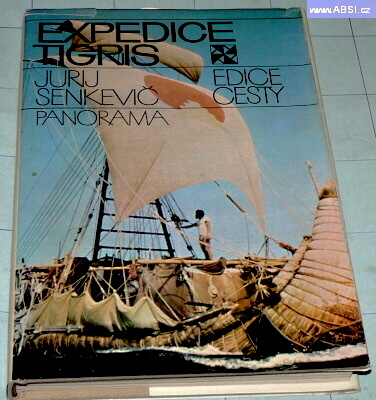 www.ABSI.cz
EXPEDICE
TIGRIS
JURIJ
SENKEVIČ
PANORAMA
EDICE
CESTY